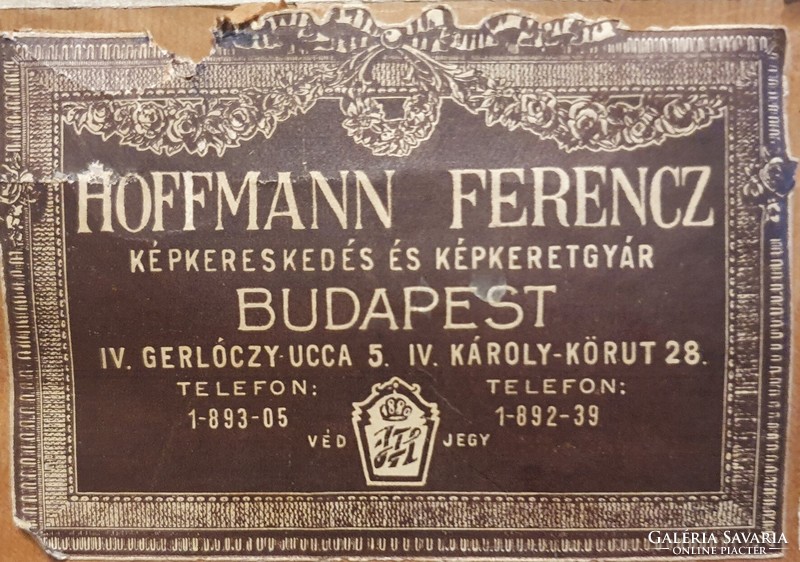 HOFFMANN FERENCZ
KÉPKERESKEDÉS ÉS KÉPKERETGYÁR
BUDAPEST
IV. GERLÓCZY-UCCA 5. IV. KÁROLY-KÖRUT 28.
TELEFON: TELEFON:
1-893-05 1-892-39
VÉD JEGY
GALÉRIA SAVARIA
ONLINE PIACTÉR